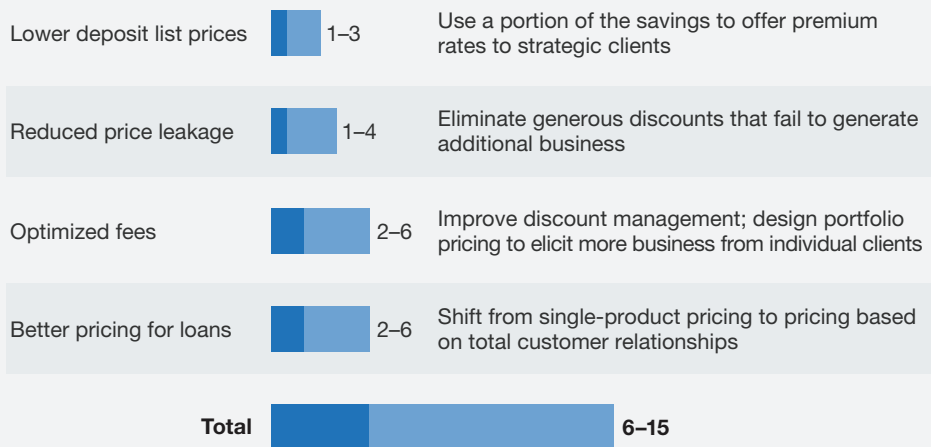 Lower deposit list prices 1–3 Use a portion of the savings to offer premium
rates to strategic clients
Reduced price leakage 1–4 Eliminate generous discounts that fail to generate
additional business
Optimized fees 2–6 Improve discount management; design portfolio
pricing to elicit more business from individual clients
Better pricing for loans 2–6 Shift from single-product pricing to pricing based
on total customer relationships
Total 6–15